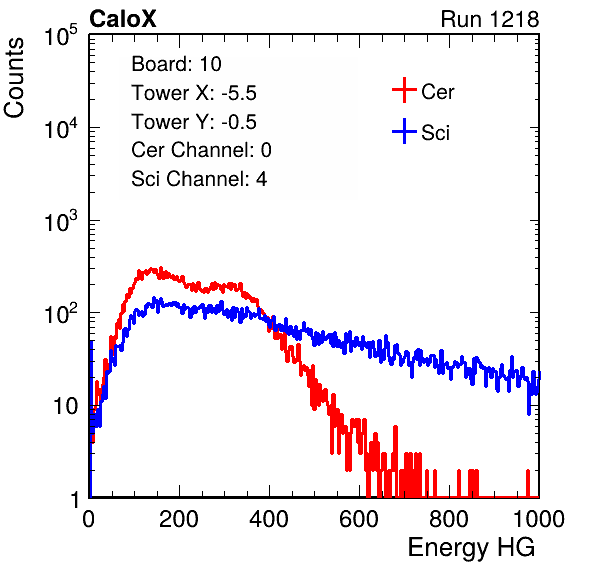 CaloX Run 1218
Counts
Board: 10
Tower X: -5.5
Tower Y: -0.5
Cer Channel: 0
Sci Channel: 4
Cer
Sci
10^5
10^4
10^3
10^2
10
1
0 200 400 600 800 1000
Energy HG